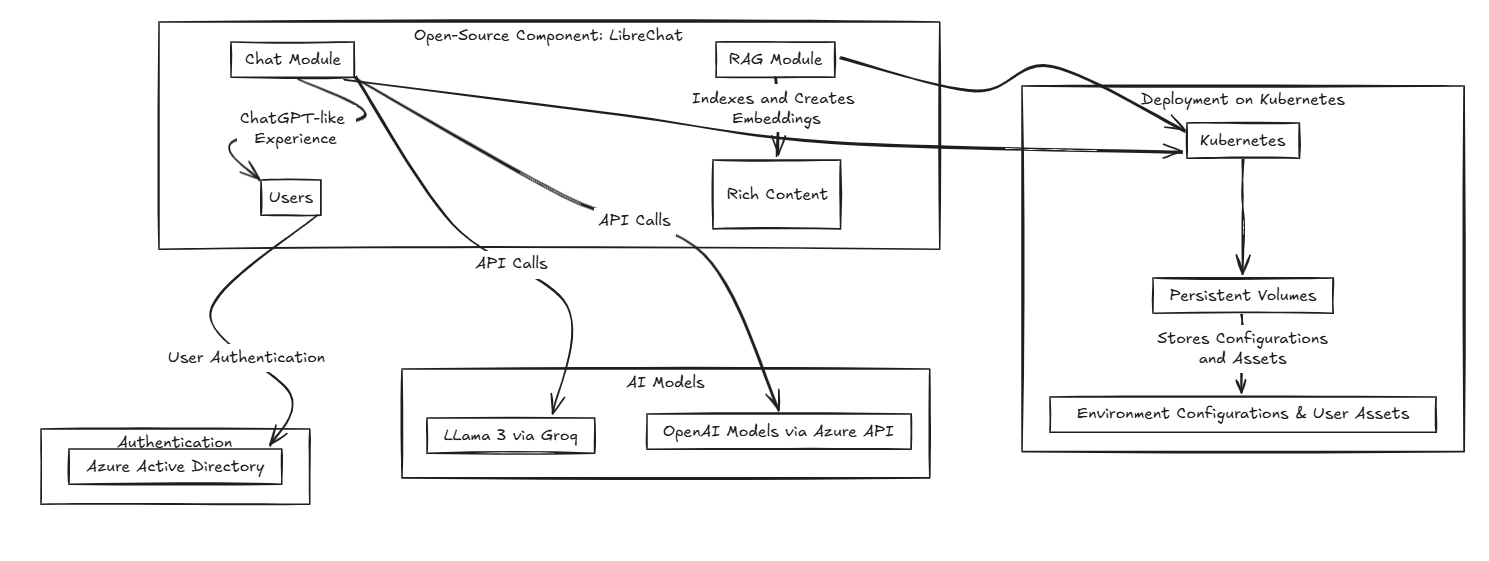 Open-Source Component: LibreChat
Chat Module
RAG Module
Indexes and Creates
Embeddings
ChatGPT-like
Experience
Users
Rich Content
API Calls
API Calls
Deployment on Kubernetes
Kubernetes
Persistent Volumes
Stores Configurations
and Assets
Environment Configurations & User Assets
User Authentication
AI Models
LLama 3 via Groq
OpenAI Models via Azure API
Authentication
Azure Active Directory